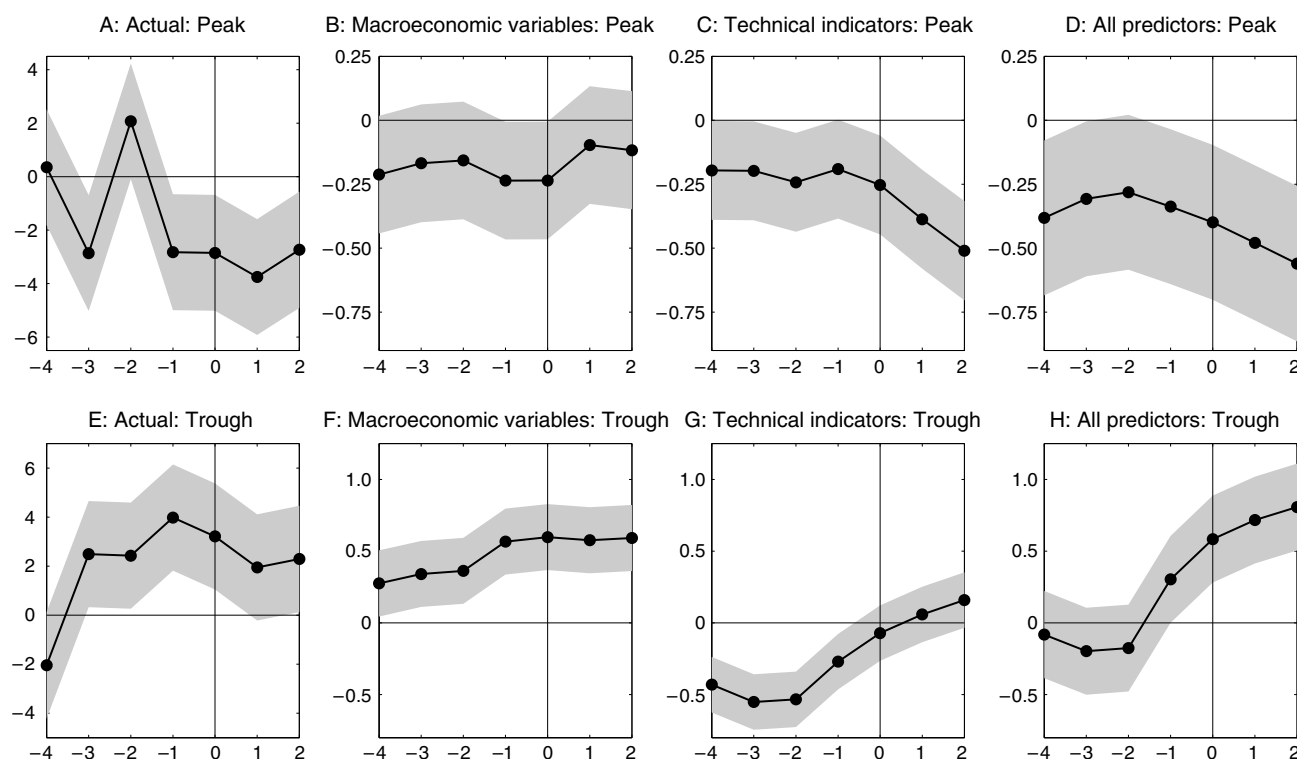 A: Actual: Peak
B: Macroeconomic variables: Peak
C: Technical indicators: Peak
D: All predictors: Peak
4
2
0
−2
−4
−6
−4 −3 −2 −1 0 1 2
0.25
0
−0.25
−0.50
−0.75
−4 −3 −2 −1 0 1 2
0.25
0
−0.25
−0.50
−0.75
−4 −3 −2 −1 0 1 2
0.25
0
−0.25
−0.50
−0.75
−4 −3 −2 −1 0 1 2
E: Actual: Trough
F: Macroeconomic variables: Trough
G: Technical indicators: Trough
H: All predictors: Trough
6
4
2
0
−2
−4
−4 −3 −2 −1 0 1 2
1.0
0.5
0
−0.5
−4 −3 −2 −1 0 1 2
1.0
0.5
0
−0.5
−4 −3 −2 −1 0 1 2
1.0
0.5
0
−0.5
−4 −3 −2 −1 0 1 2